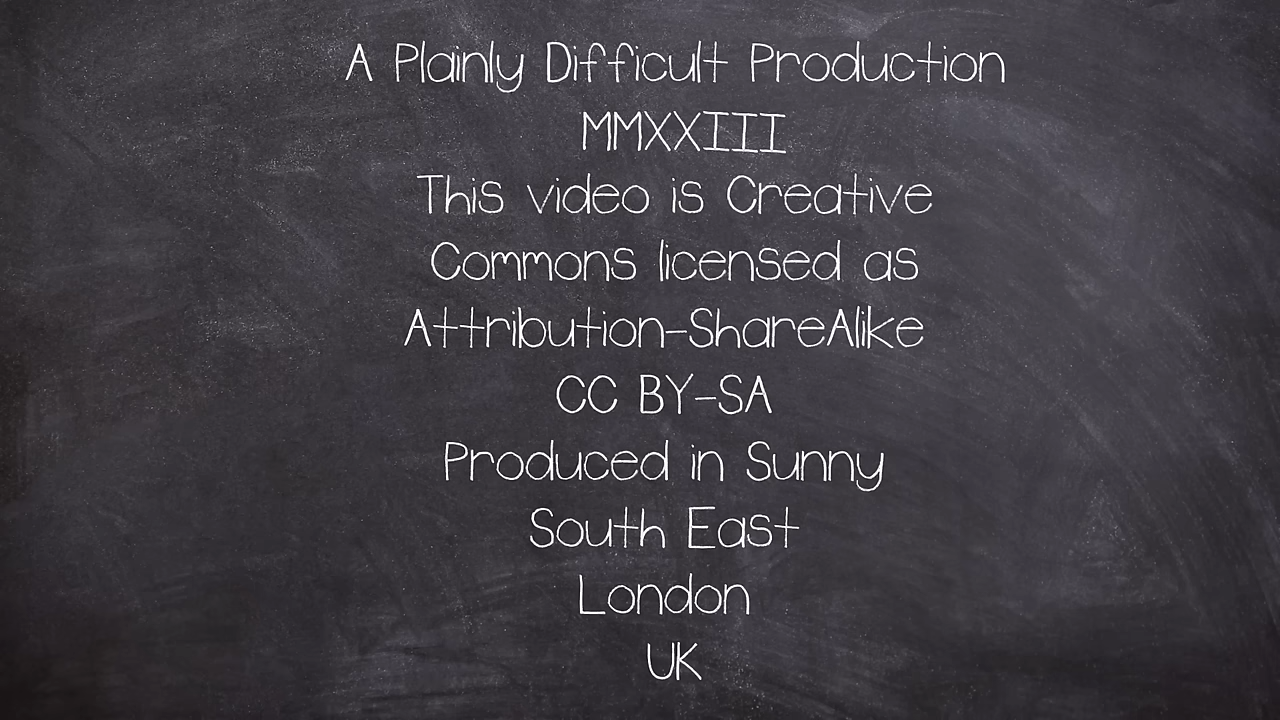 A Plainly Difficult Production
MMXXIII
This video is Creative
Commons licensed as
Attribution-ShareAlike
CC BY-SA
Produced in Sunny
South East
London
UK